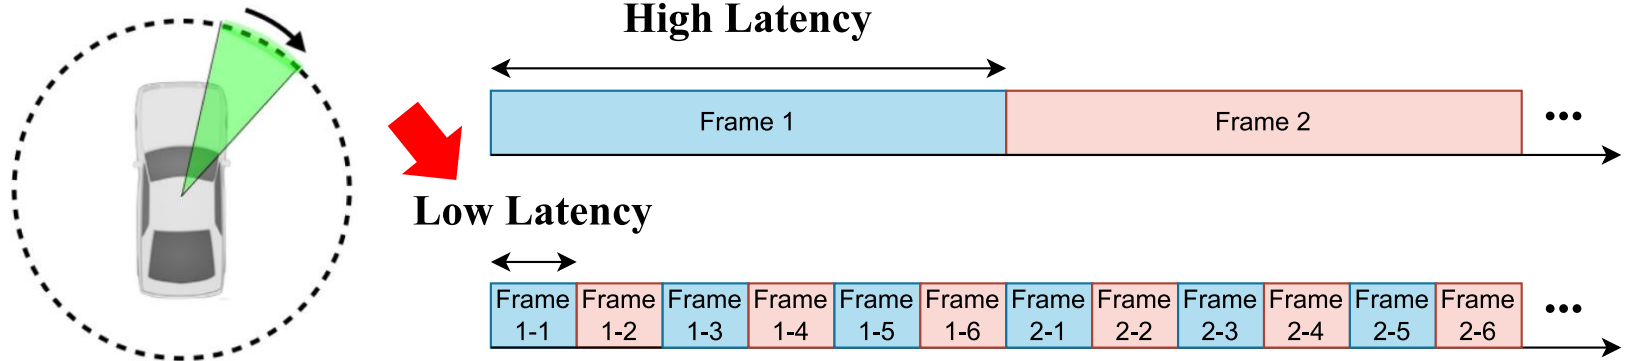 High Latency
Frame 1
Frame 2
•••
Low Latency
Frame 1-1
Frame 1-2
Frame 1-3
Frame 1-4
Frame 1-5
Frame 1-6
Frame 2-1
Frame 2-2
Frame 2-3
Frame 2-4
Frame 2-5
Frame 2-6
•••